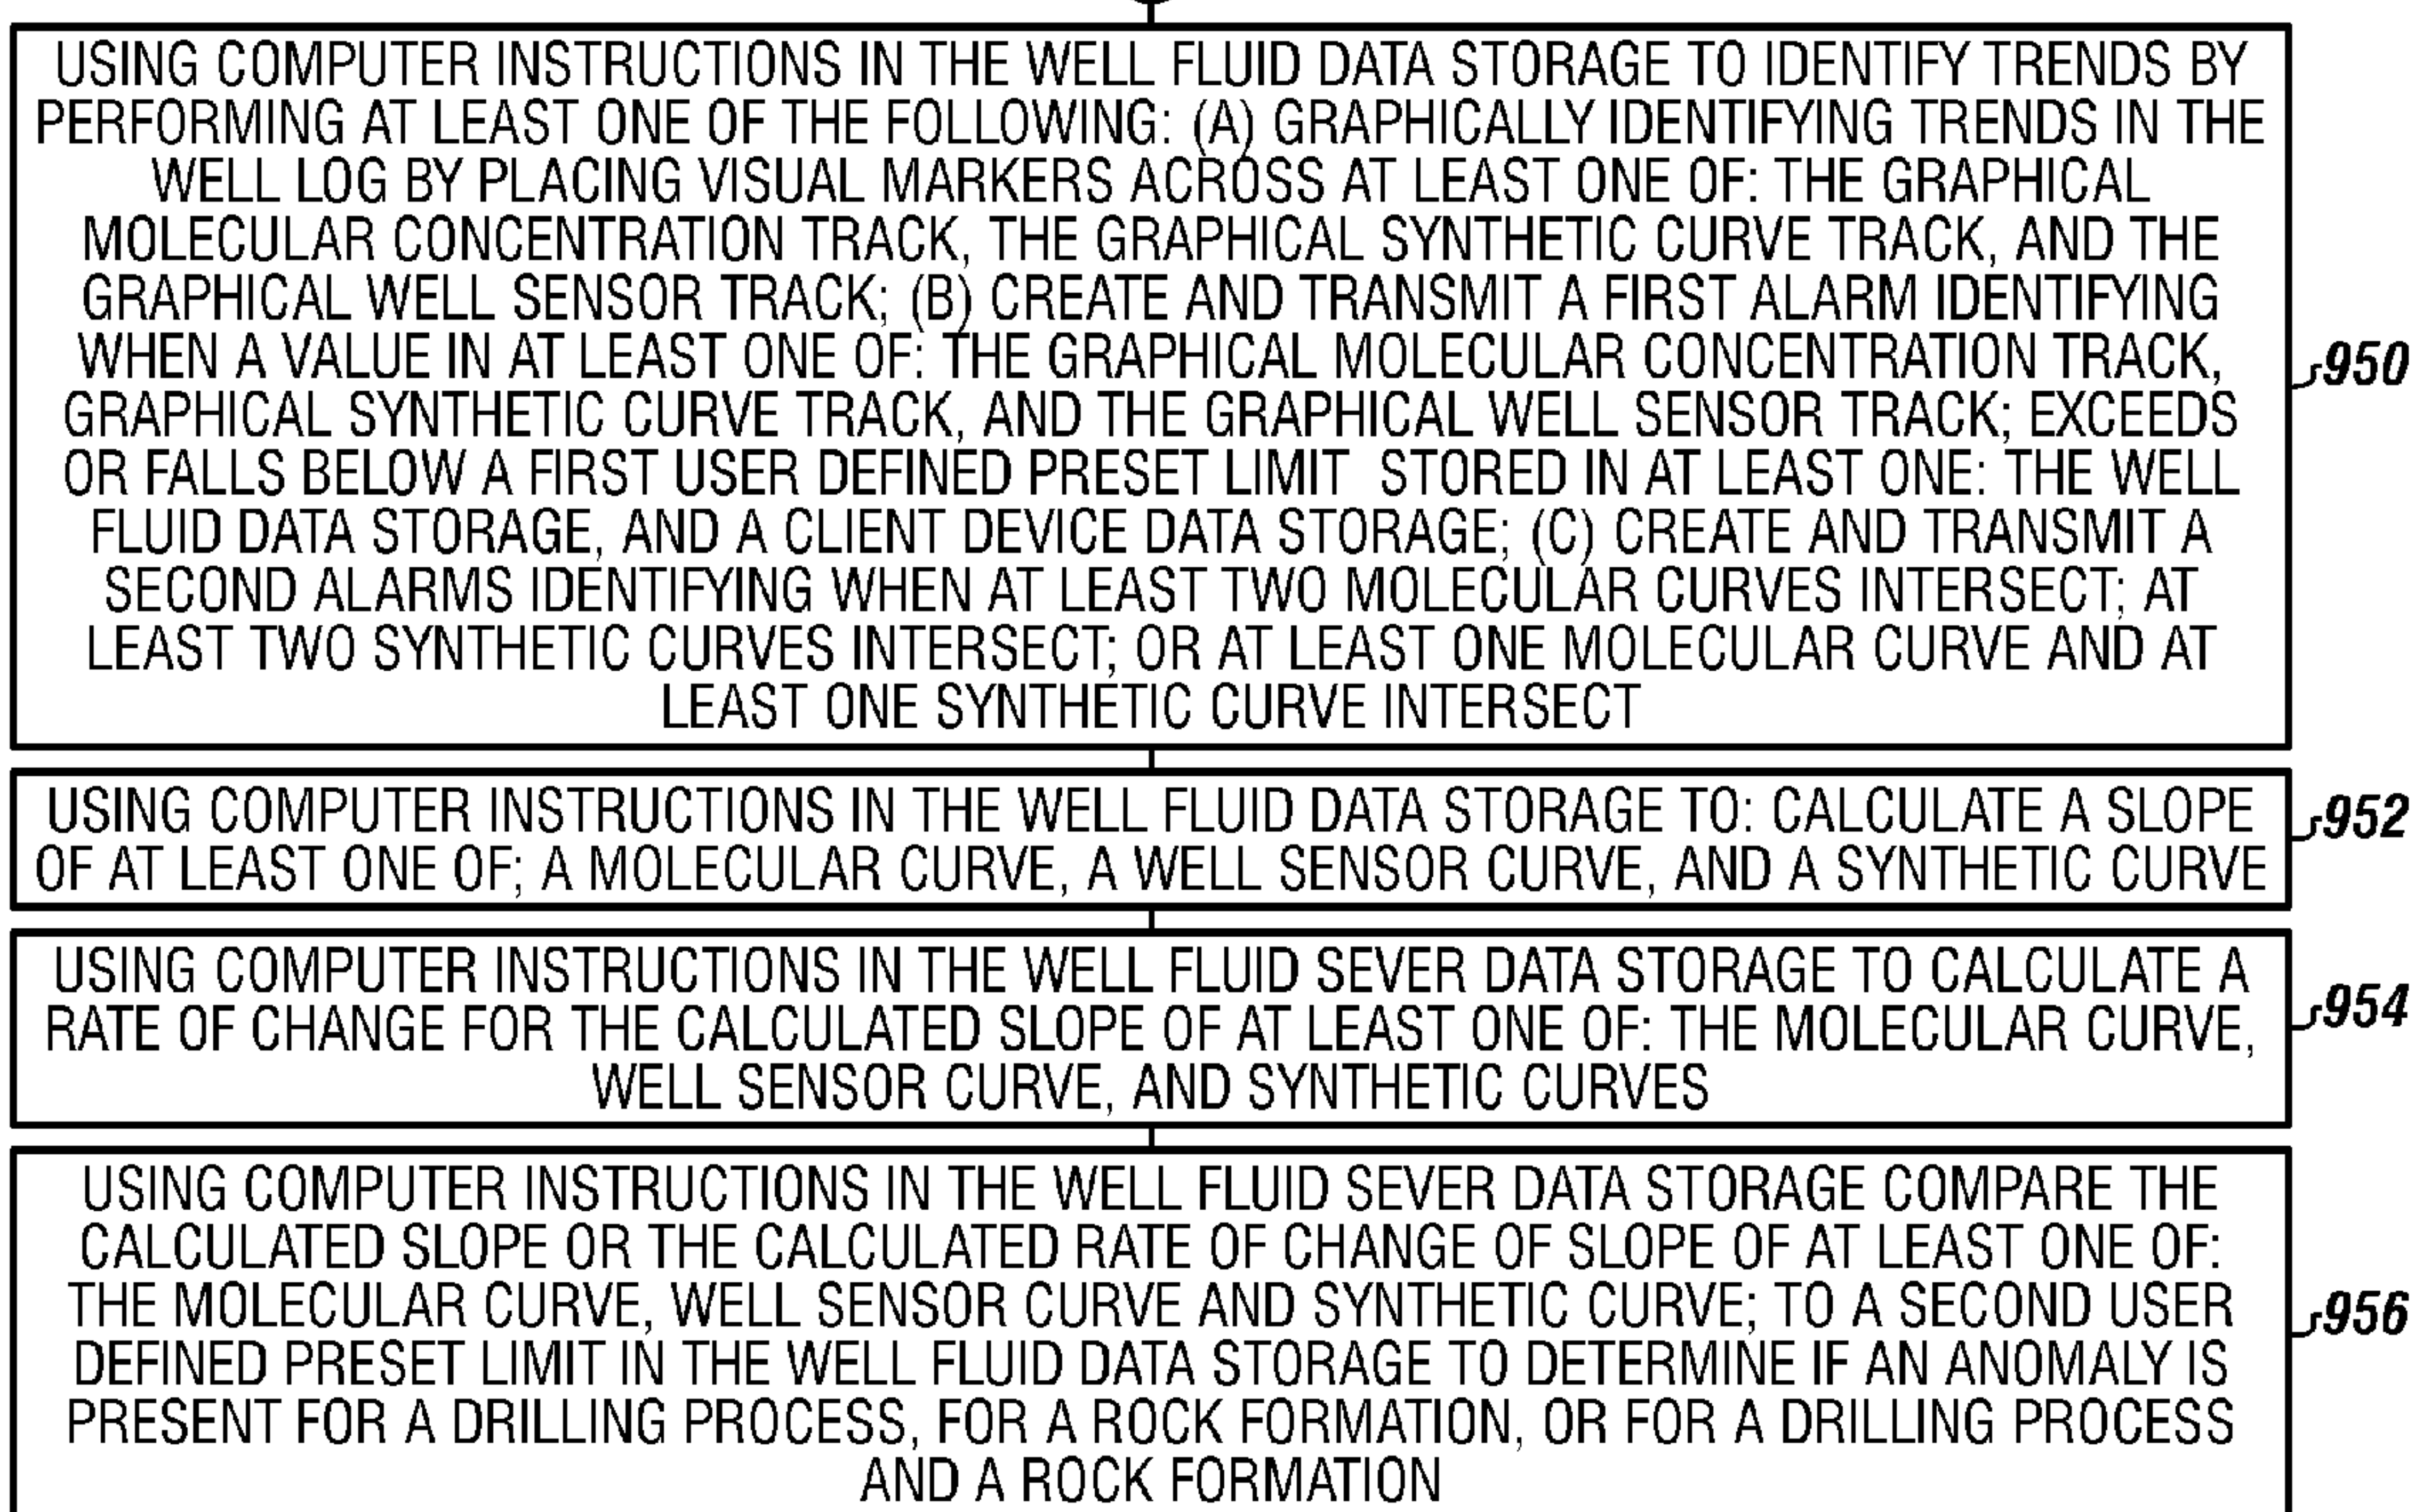 USING COMPUTER INSTRUCTIONS IN THE WELL FLUID DATA STORAGE TO IDENTIFY TRENDS BY
PERFORMING AT LEAST ONE OF THE FOLLOWING: (A) GRAPHICALLY IDENTIFYING TRENDS IN THE
WELL LOG BY PLACING VISUAL MARKERS ACROSS AT LEAST ONE OF: THE GRAPHICAL
MOLECULAR CONCENTRATION TRACK, THE GRAPHICAL SYNTHETIC CURVE TRACK, AND THE
GRAPHICAL WELL SENSOR TRACK; (B) CREATE AND TRANSMIT A FIRST ALARM IDENTIFYING
WHEN A VALUE IN AT LEAST ONE OF: THE GRAPHICAL MOLECULAR CONCENTRATION TRACK,
GRAPHICAL SYNTHETIC CURVE TRACK, AND THE GRAPHICAL WELL SENSOR TRACK; EXCEEDS
OR FALLS BELOW A FIRST USER DEFINED PRESET LIMIT STORED IN AT LEAST ONE: THE WELL
FLUID DATA STORAGE, AND A CLIENT DEVICE DATA STORAGE; (C) CREATE AND TRANSMIT A
SECOND ALARMS IDENTIFYING WHEN AT LEAST TWO MOLECULAR CURVES INTERSECT; AT
LEAST TWO SYNTHETIC CURVES INTERSECT; OR AT LEAST ONE MOLECULAR CURVE AND AT
LEAST ONE SYNTHETIC CURVE INTERSECT
950
USING COMPUTER INSTRUCTIONS IN THE WELL FLUID DATA STORAGE TO: CALCULATE A SLOPE
OF AT LEAST ONE OF; A MOLECULAR CURVE, A WELL SENSOR CURVE, AND A SYNTHETIC CURVE
952
USING COMPUTER INSTRUCTIONS IN THE WELL FLUID SEVER DATA STORAGE TO CALCULATE A
RATE OF CHANGE FOR THE CALCULATED SLOPE OF AT LEAST ONE OF: THE MOLECULAR CURVE,
WELL SENSOR CURVE, AND SYNTHETIC CURVES
954
USING COMPUTER INSTRUCTIONS IN THE WELL FLUID SEVER DATA STORAGE COMPARE THE
CALCULATED SLOPE OR THE CALCULATED RATE OF CHANGE OF SLOPE OF AT LEAST ONE OF:
THE MOLECULAR CURVE, WELL SENSOR CURVE AND SYNTHETIC CURVE; TO A SECOND USER
DEFINED PRESET LIMIT IN THE WELL FLUID DATA STORAGE TO DETERMINE IF AN ANOMALY IS
PRESENT FOR A DRILLING PROCESS, FOR A ROCK FORMATION, OR FOR A DRILLING PROCESS
AND A ROCK FORMATION
956